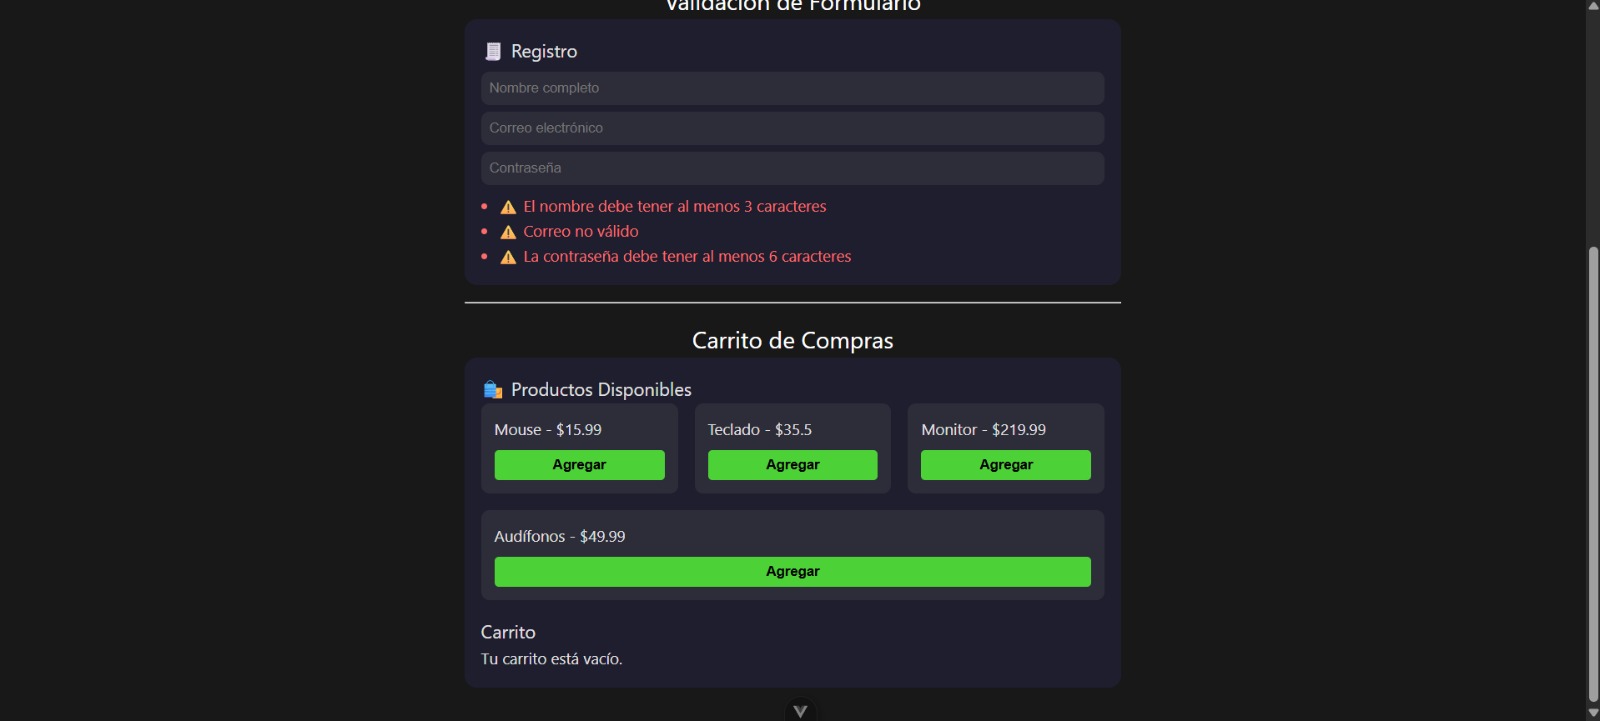 Validación de Formulario
Registro
Nombre completo
Correo electrónico
Contraseña
El nombre debe tener al menos 3 caracteres
Correo no válido
La contraseña debe tener al menos 6 caracteres
Carrito de Compras
Productos Disponibles
Mouse - $15.99
Agregar
Teclado - $35.5
Agregar
Monitor - $219.99
Agregar
Audífonos - $49.99
Agregar
Carrito
Tu carrito está vacío.